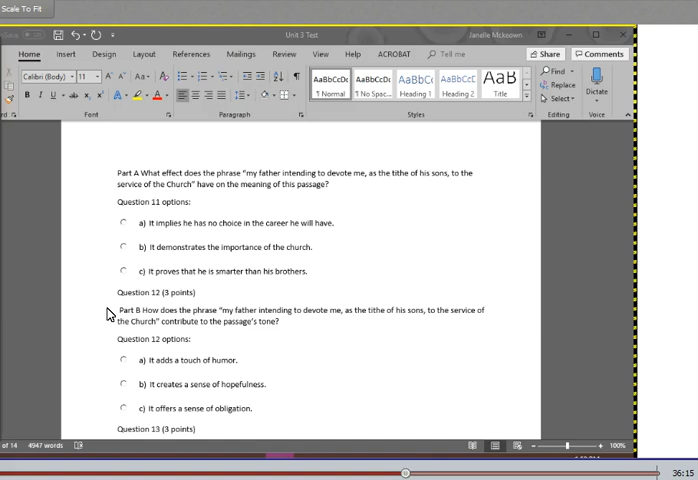 Scale To Fit
Unit 3 Test
Janelle Mckeown
Home Insert Draw Design Layout References Mailings Review View Help ACROBAT Tell me Share Comments
Calibri (Body) 11 A A Aa
AaBbCcDc AaBbCcDc AaBbCc AaBbCcD AaB
Normal No Spac... Heading 1 Heading 2 Title
Find
Replace
Select
Dictate
B I U ab x A A
Font Paragraph Styles Editing Voice
Part A What effect does the phrase “my father intending to devote me, as the tithe of his sons, to the
service of the Church” have on the meaning of this passage?
Question 11 options:
a) It implies he has no choice in the career he will have.
b) It demonstrates the importance of the church.
c) It proves that he is smarter than his brothers.
Question 12 (3 points)
Part B How does the phrase “my father intending to devote me, as the tithe of his sons, to the service of
the Church” contribute to the passage's tone?
Question 12 options:
a) It adds a touch of humor.
b) It creates a sense of hopefulness.
c) It offers a sense of obligation.
Question 13 (3 points)
of 14 4947 words 100%
36:15